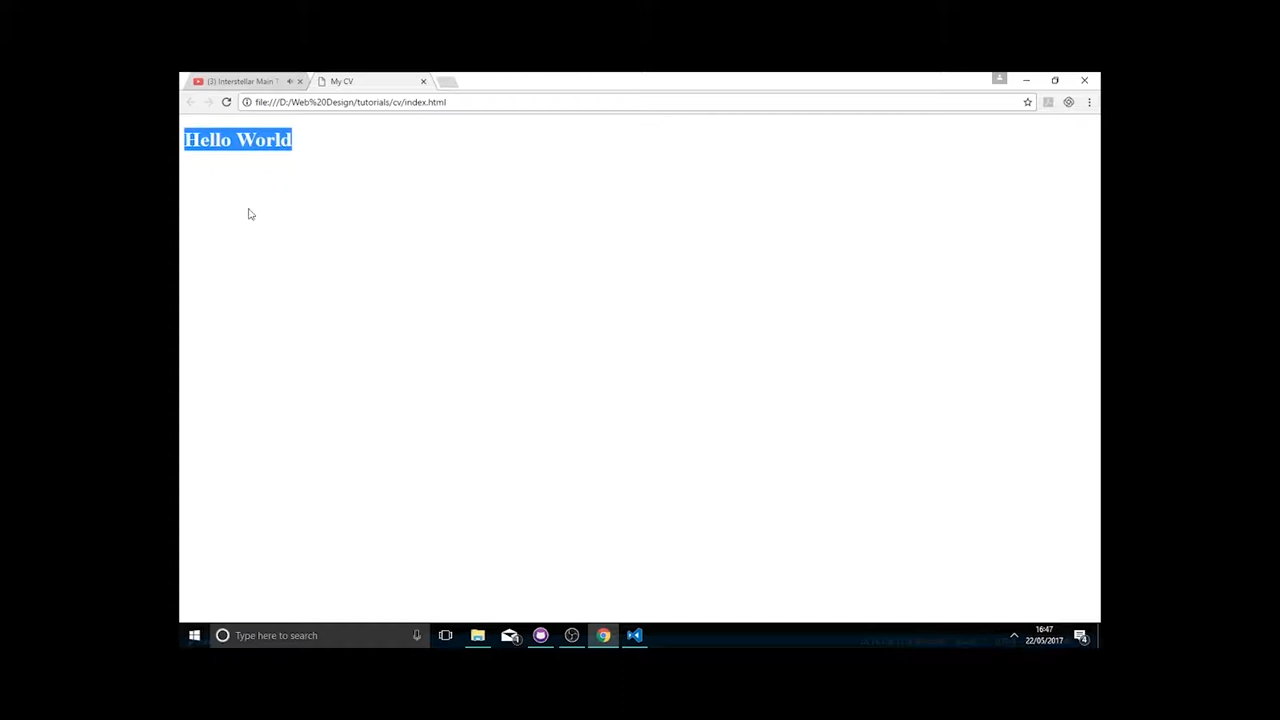 (3) Interstellar Main T
My CV
file:///D:/Web%20Design/tutorials/cv/index.html
Hello World
Type here to search
16:47
22/05/2017
4